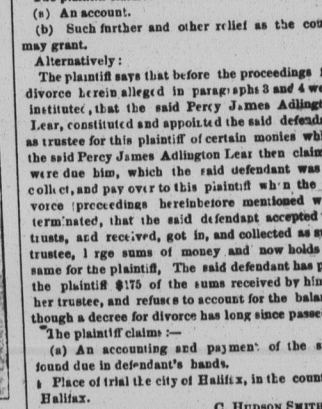 (a) An account.
(b) Such further and other relief as the cou
may grant.
Alternatively :
The plaintiff says that before the proceedings
divorce herein alleged in paragraphs 3 and 4 we
instituted, that the said Percy James Adlingt
Lear, constituted and appointed the said defend
as trustee for this plaintiff of certain monies wh
the said Percy James Adlington Lear then claim
were due him, which the said defendant was
collect, and pay over to this piaintiff wh n the
vorce proceedings hereinbefore mentioned w
terminated, that the said defendant accepted
trusts, and received, got in, and collected as s
trustee, l rge sums of money and now holds
same for the plaintiff, The said defendant has p
the plaintiff $175 of the sums received by him
her trustee, and refuses to account for the bala
though a decree for divorce has long since passe
The plaintiff claims :—
(a) An accounting and payment of the s
found due in defendant's hands.
Place of trial the city of Halifax, in the coun
Halifax.
C. HUDSON SMITH